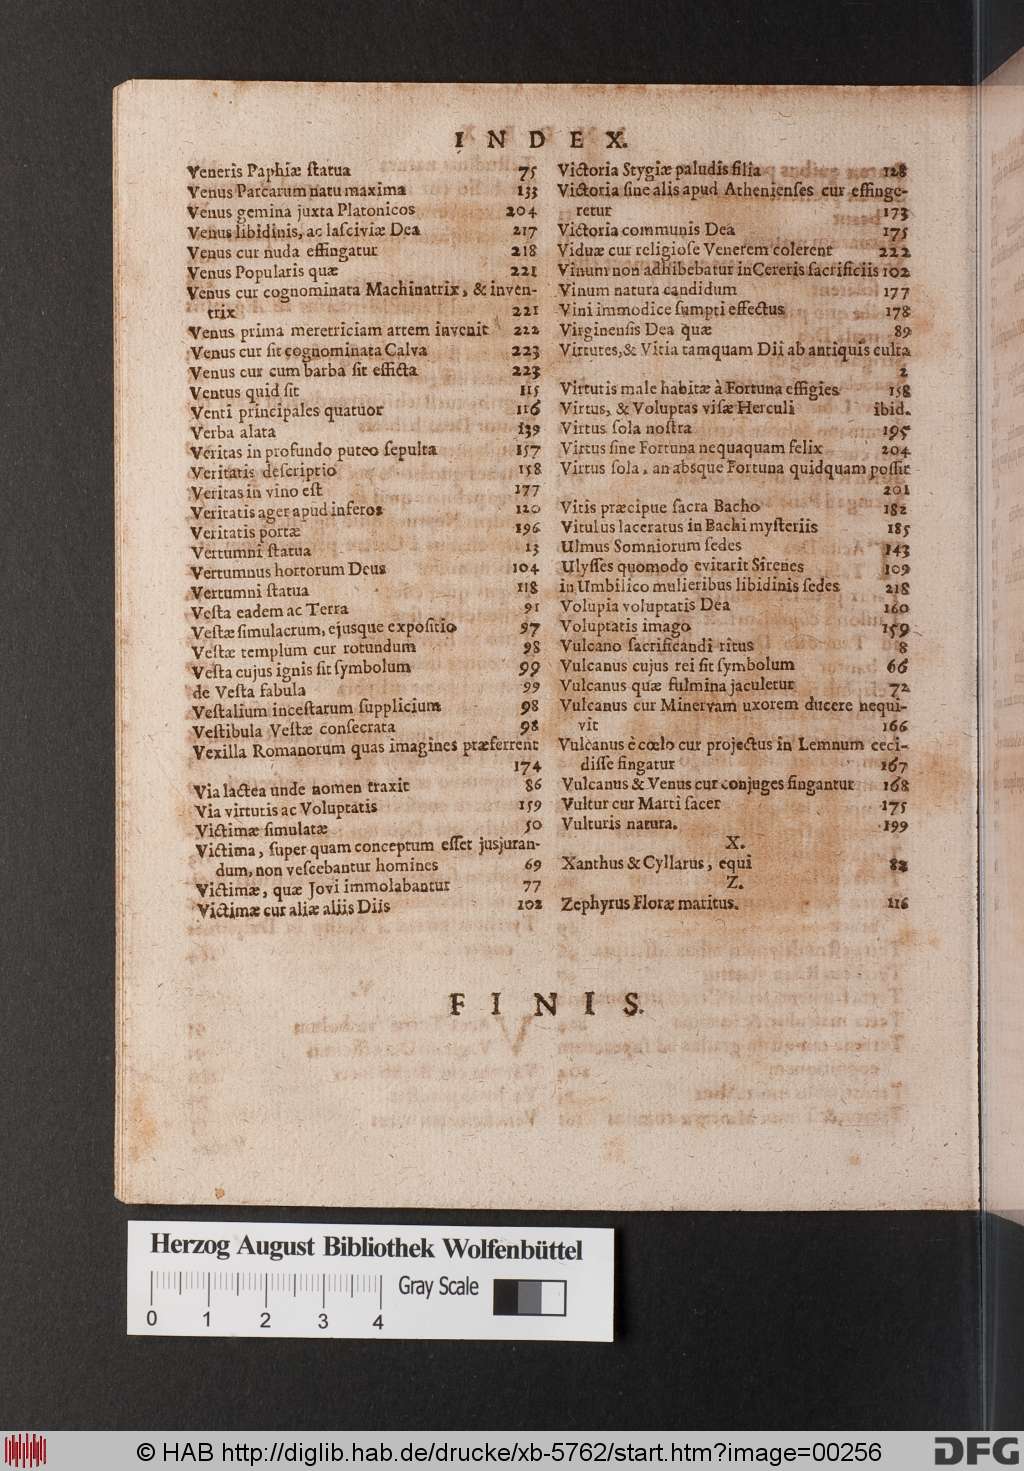 INDEX.
Veneris Paphiæ ſtatua 75
Venus Parcarum natu maxima 133
Venus gemina juxta Platonicos 204
Venus libidinis, ac laſciviæ Dea 217
Venus cur nuda effingatur 218
Venus Popularis quæ 221
Venus cur cognominata Machinatrix, & inven-
trix 221
Venus prima meretriciam artem invenit 222
Venus cur ſit cognominata Calva 223
Venus cur cum barba ſit efficta 223
Ventus quid ſit 115
Venti principales quatuor 116
Verba alata 139
Veritas in profundo puteo ſepulta 157
Veritatis deſcriptio 158
Veritas in vino eſt 177
Veritatis ager apud inferos 120
Veritatis portæ 196
Vertumni ſtatua 13
Vertumnus hortorum Deus 104
Vertumni ſtatua 118
Veſta eadem ac Terra 91
Veſtæ ſimulacrum, ejusque expoſitio 97
Veſtæ templum cur rotundum 98
Veſta cujus ignis ſit ſymbolum 99
de Veſta fabula 99
Veſtalium inceſtarum ſupplicium 98
Veſtibula Veſtæ conſecrata 98
Vexilla Romanorum quas imagines præferrent
174
Via lactea unde nomen traxit 86
Via virtutis ac Voluptatis 159
Victimæ ſimulatæ 50
Victima, ſuper quam conceptum eſſet jusjuran-
dum, non veſcebantur homines 69
Victimæ, quæ Jovi immolabantur 77
Victimæ cur aliæ aliis Diis 102
Victoria Stygiæ paludis filia 128
Victoria ſine alis apud Athenienſes cur effinge-
retur 173
Victoria communis Dea 175
Viduæ cur religioſe Venerem colerent 222
Vinum non adhibebatur in Cereris ſacrificiis 102
Vinum natura candidum 177
Vini immodice ſumpti effectus 178
Virginenſis Dea quæ 89
Virtutes, & Vitia tamquam Dii ab antiquis culta
2
Virtutis male habitæ à Fortuna effigies 158
Virtus, & Voluptas viſæ Herculi ibid.
Virtus ſola noſtra 195
Virtus ſine Fortuna nequaquam felix 204
Virtus ſola, an absque Fortuna quidquam poſſit
201
Vitis præcipue ſacra Bacho 182
Vitulus laceratus in Bachi myſteriis 185
Ulmus Somniorum ſedes 143
Ulyſſes quomodo evitarit Sirenes 109
in Umbilico mulieribus libidinis ſedes 218
Volupia voluptatis Dea 160
Voluptatis imago 159
Vulcano ſacrificandi ritus 8
Vulcanus cujus rei ſit ſymbolum 66
Vulcanus quæ fulmina jaculetur 72
Vulcanus cur Minervam uxorem ducere nequi-
vit 166
Vulcanus è cœlo cur projectus in Lemnum ceci-
diſſe fingatur 167
Vulcanus & Venus cur conjuges fingantur 168
Vultur cur Marti ſacer 175
Vulturis natura. 199
X.
Xanthus & Cyllarus, equi 82
Z.
Zephyrus Floræ maritus. 116
FINIS.
Herzog August Bibliothek Wolfenbüttel
Gray Scale
0 1 2 3 4
© HAB http://diglib.hab.de/drucke/xb-5762/start.htm?image=00256
DFG